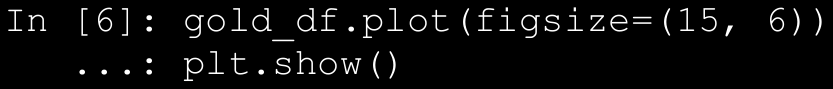 In [6]: gold_df.plot(figsize=(15, 6))
   ...: plt.show()